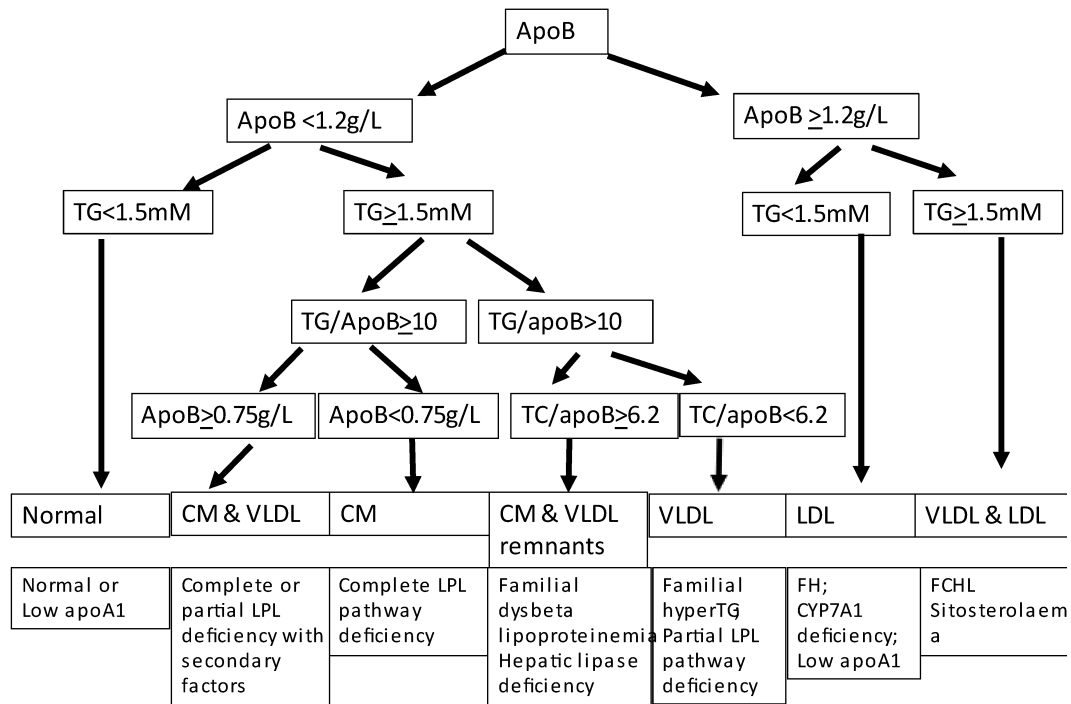 ApoB
ApoB <1.2g/L
ApoB ≥1.2g/L
TG<1.5mM
TG≥1.5mM
TG<1.5mM
TG≥1.5mM
TG/ApoB≥10
TG/apoB>10
ApoB≥0.75g/L
ApoB<0.75g/L
TC/apoB≥6.2
TC/apoB<6.2
Normal
CM & VLDL
CM
CM & VLDL
remnants
VLDL
LDL
VLDL & LDL
Normal or
Low apoA1
Complete or
partial LPL
deficiency with
secondary
factors
Complete LPL
pathway
deficiency
Familial
dysbeta
lipoproteinemia
Hepatic lipase
deficiency
Familial
hyperTG
Partial LPL
pathway
deficiency
FH;
CYP7A1
deficiency;
Low apoA1
FCHL
Sitosterolaem
a